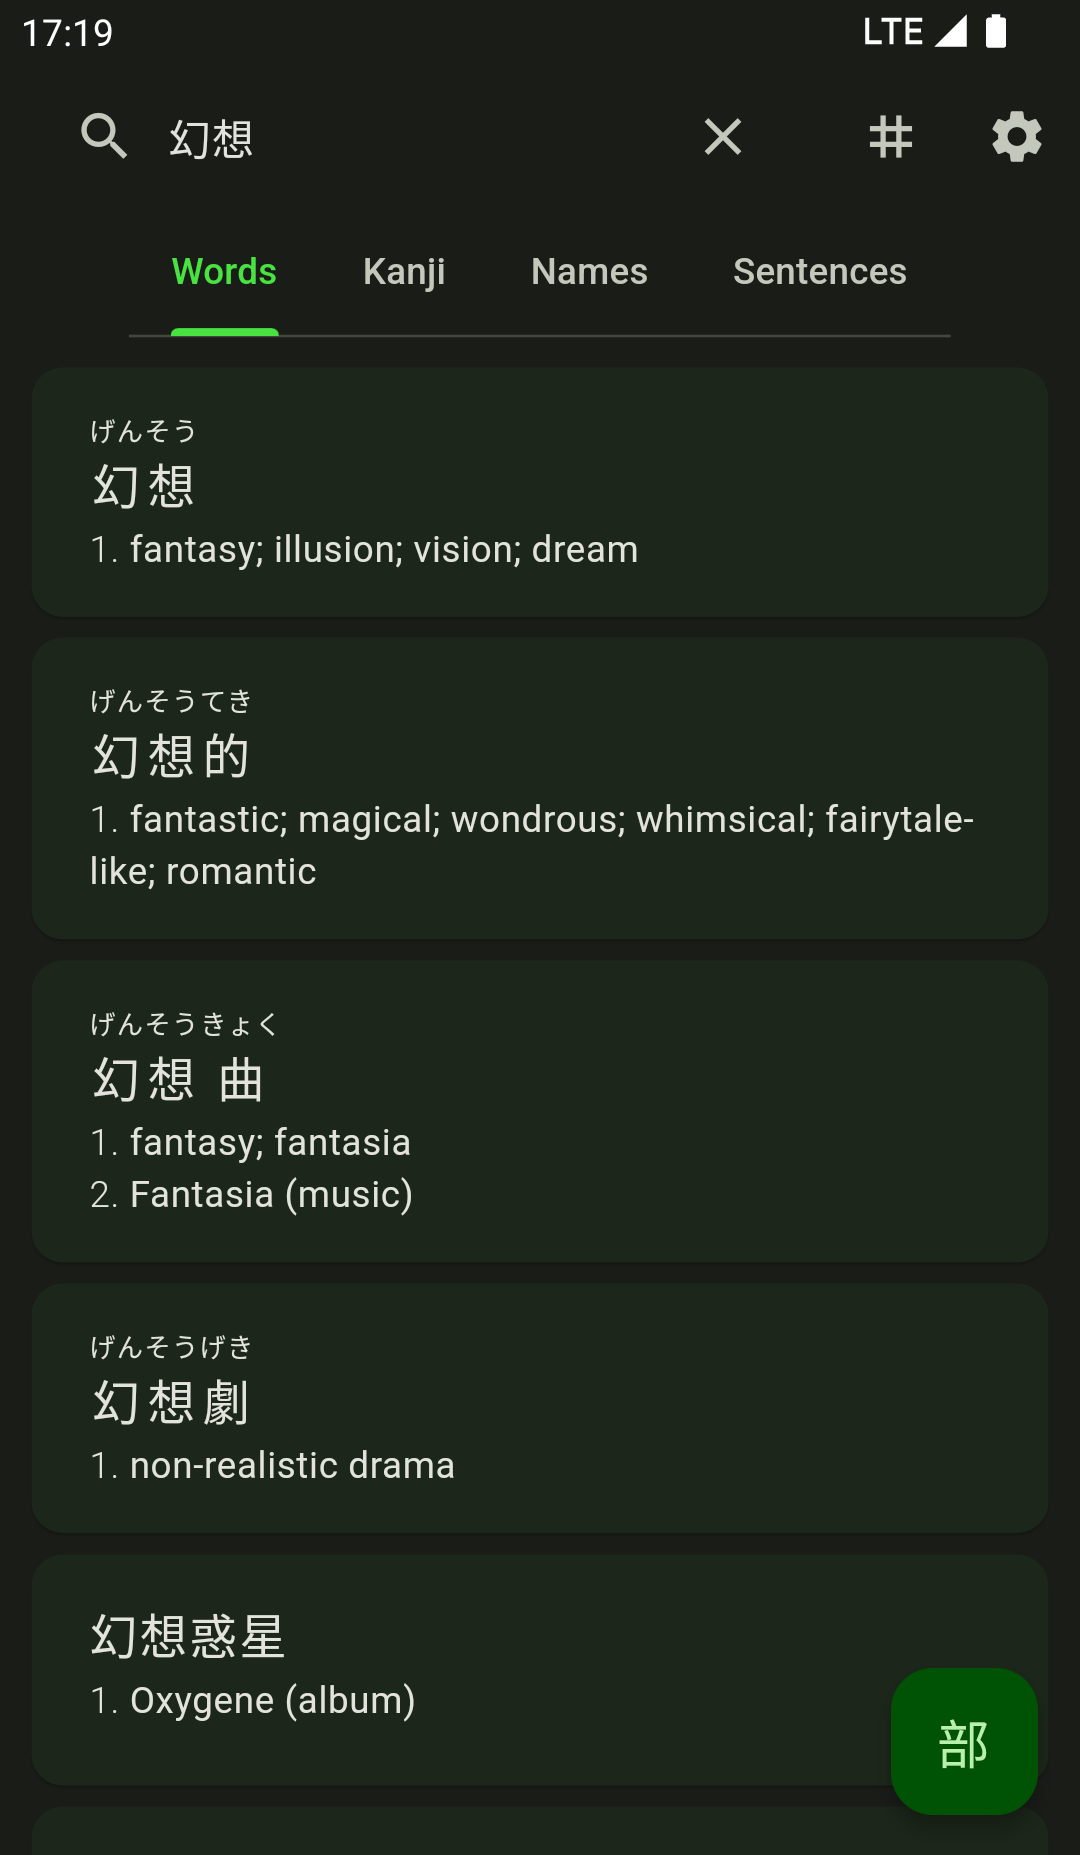 17:19 LTE
幻想
Words Kanji Names Sentences
げんそう
幻想
1. fantasy; illusion; vision; dream
げんそうてき
幻想的
1. fantastic; magical; wondrous; whimsical; fairytale-
like; romantic
げんそうきょく
幻想 曲
1. fantasy; fantasia
2. Fantasia (music)
げんそうげき
幻想劇
1. non-realistic drama
幻想惑星
1. Oxygene (album)
部